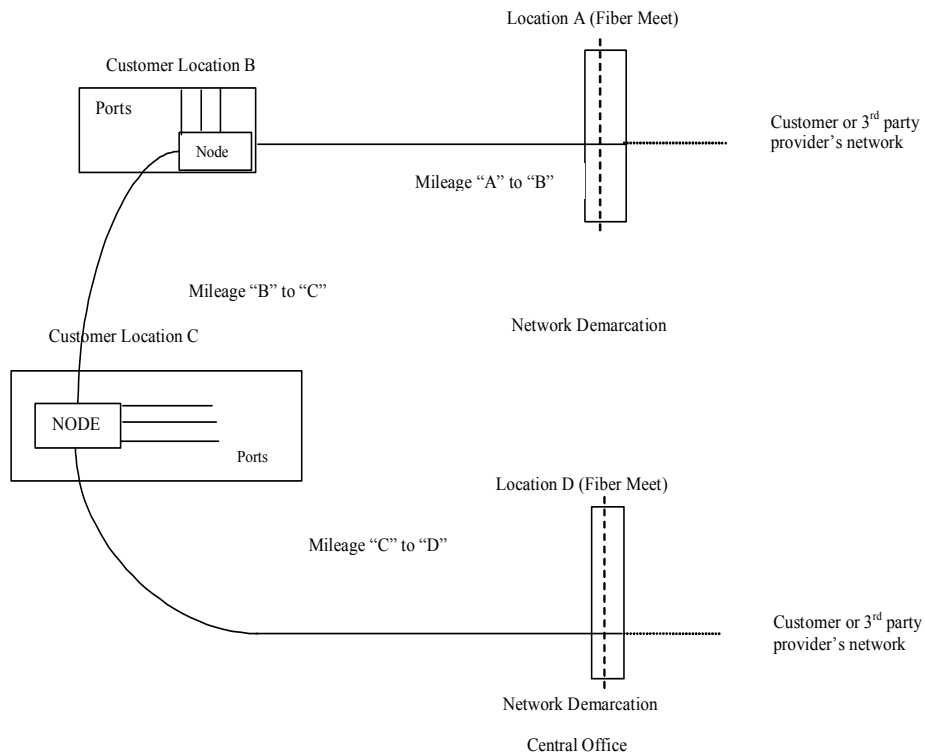 Location A (Fiber Meet)
Customer Location B
Ports
Node
Customer or 3rd party
provider's network
Mileage “A” to “B”
Mileage “B” to “C”
Network Demarcation
Customer Location C
NODE
Ports
Location D (Fiber Meet)
Mileage “C” to “D”
Customer or 3rd party
provider's network
Network Demarcation
Central Office